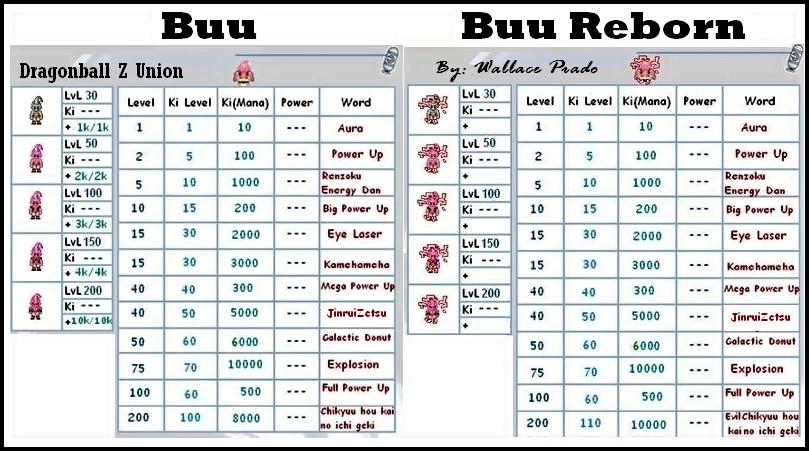 Buu
Dragonball Z Union
LvL 30
Ki ---
+ 1k/1k
LvL 50
Ki ---
+ 2k/2k
LvL 100
Ki ---
+ 3k/3k
LvL 150
Ki ---
+ 4k/4k
LvL 200
Ki ---
+10k/10k
Level Ki Level Ki(Mana) Power Word
1 1 10 --- Aura
2 5 100 --- Power Up
5 10 1000 --- Renzoku
Energy Dan
10 15 200 --- Big Power Up
15 30 2000 --- Eye Laser
15 30 3000 --- Kamehameha
40 40 300 --- Mega Power Up
40 50 5000 --- JinruiZetsu
50 60 6000 --- Galactic Donut
75 70 10000 --- Explosion
100 60 500 --- Full Power Up
200 100 8000 --- Chikyuu hou kai
no ichi geki
Buu Reborn
By: Wallace Prado
LvL 30
Ki ---
+
LvL 50
Ki ---
+
LvL 100
Ki ---
+
LvL 150
Ki ---
+
LvL 200
Ki ---
+
Level Ki Level Ki(Mana) Power Word
1 1 10 --- Aura
2 5 100 --- Power Up
5 10 1000 --- Renzoku
Energy Dan
10 15 200 --- Big Power Up
15 30 2000 --- Eye Laser
15 30 3000 --- Kamehameha
40 40 300 --- Mega Power Up
40 50 5000 --- JinruiZetsu
50 60 6000 --- Galactic Donut
75 70 10000 --- Explosion
100 60 500 --- Full Power Up
200 110 10000 --- EvilChikyuu hou
kai no ichi geki